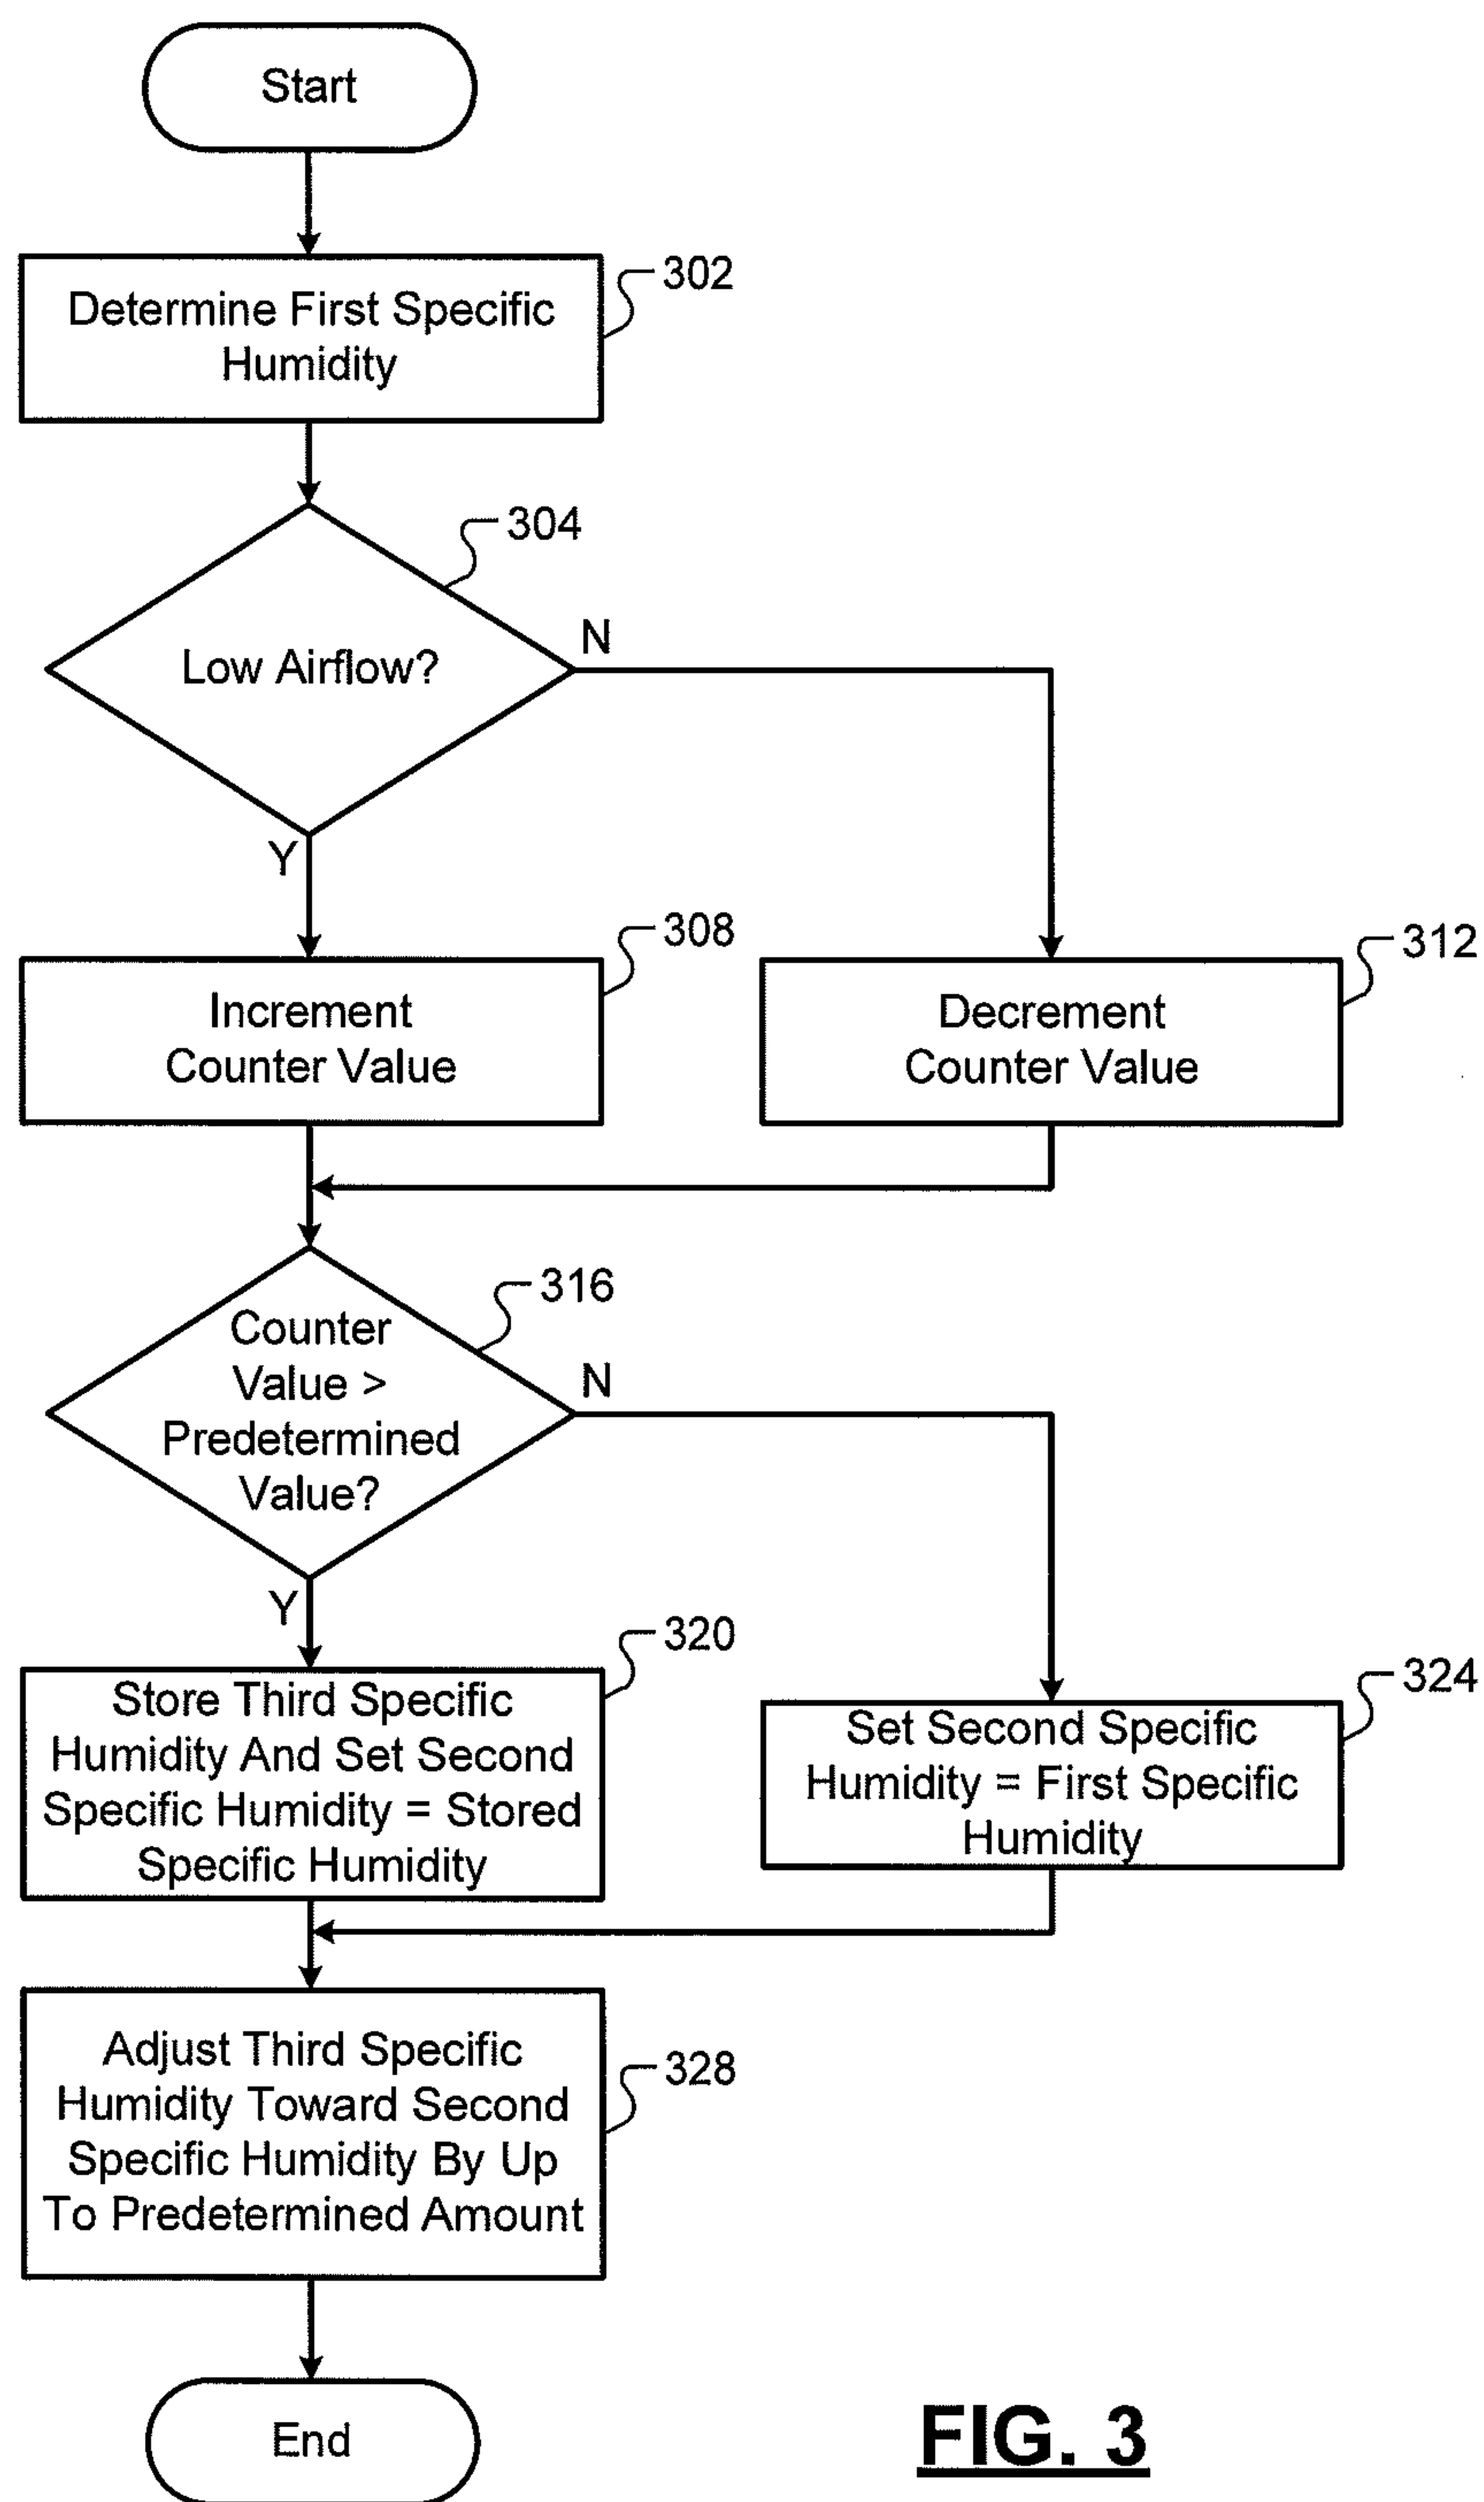 Start
302
Determine First Specific
Humidity
304
Low Airflow?
N
Y
308
Increment
Counter Value
312
Decrement
Counter Value
316
Counter
Value >
Predetermined
Value?
N
Y
320
Store Third Specific
Humidity And Set Second
Specific Humidity = Stored
Specific Humidity
324
Set Second Specific
Humidity = First Specific
Humidity
328
Adjust Third Specific
Humidity Toward Second
Specific Humidity By Up
To Predetermined Amount
End
FIG. 3